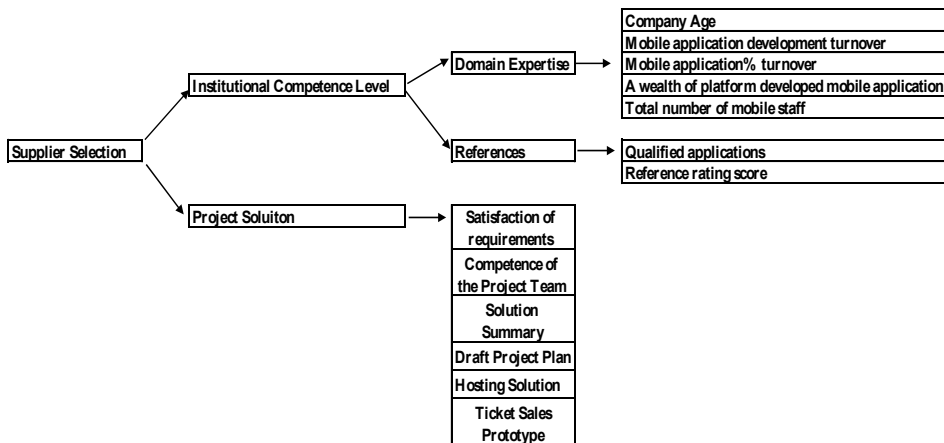 Company Age
Mobile application development turnover
Domain Expertise
Mobile application% turnover
Institutional Competence Level
A wealth of platform developed mobile application
Total number of mobile staff
Supplier Selection
References
Qualified applications
Reference rating score
Project Soluiton
Satisfaction of
requirements
Competence of
the Project Team
Solution
Summary
Draft Project Plan
Hosting Solution
Ticket Sales
Prototype